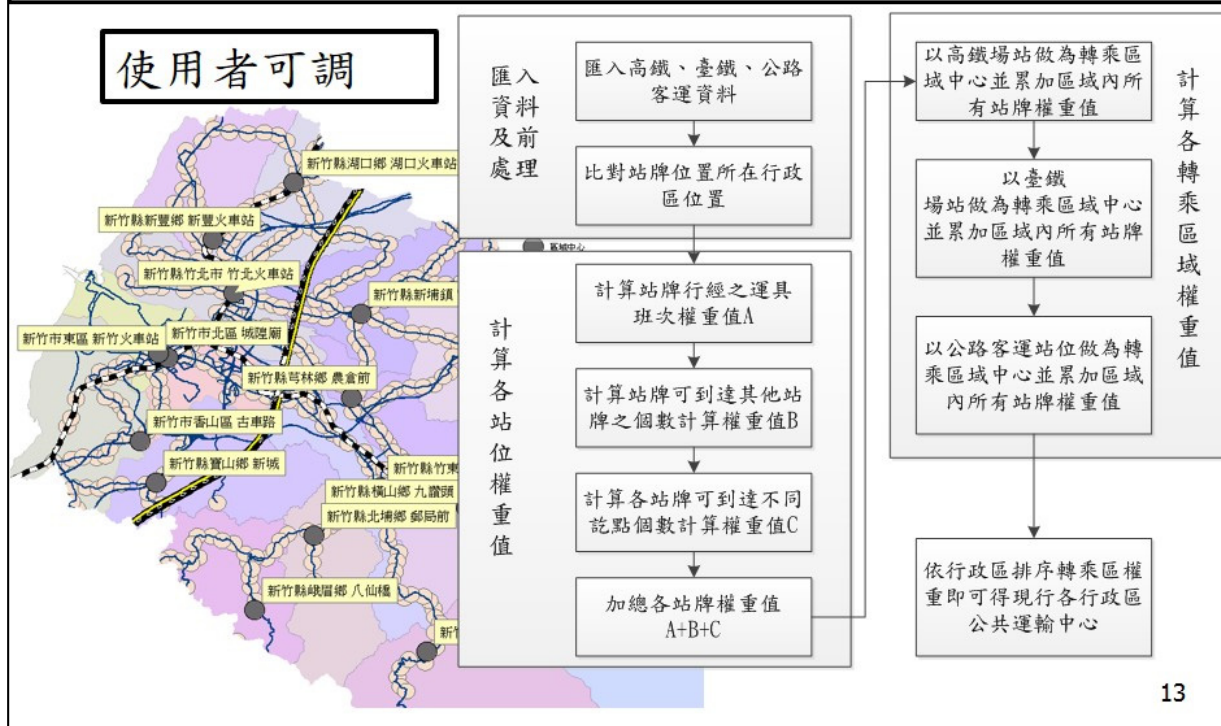 使用者可調
新竹縣湖口鄉 湖口火車站
新竹縣新豐鄉 新豐火車站
區域中心
新竹縣竹北市 竹北火車站
新竹縣新埔鎮
新竹市東區 新竹火車站
新竹市北區 城隍廟
新竹縣芎林鄉 農倉前
新竹市香山區 古車路
新竹縣寶山鄉 新城
新竹縣竹東
新竹縣橫山鄉 九讚頭
新竹縣北埔鄉 郵局前
新竹縣峨眉鄉 八仙橋
匯入
資料
及前
處理
匯入高鐵、臺鐵、公路
客運資料
比對站牌位置所在行政
區位置
計
算
各
站
位
權
重
值
計算站牌行經之運具
班次權重值A
計算站牌可到達其他站
牌之個數計算權重值B
計算各站牌可到達不同
訖點個數計算權重值C
加總各站牌權重值
A+B+C
以高鐵場站做為轉乘區
域中心並累加區域內所
有站牌權重值
以臺鐵
場站做為轉乘區域中心
並累加區域內所有站牌
權重值
以公路客運站位做為轉
乘區域中心並累加區域
內所有站牌權重值
計
算
各
轉
乘
區
域
權
重
值
依行政區排序轉乘區權
重即可得現行各行政區
公共運輸中心
13